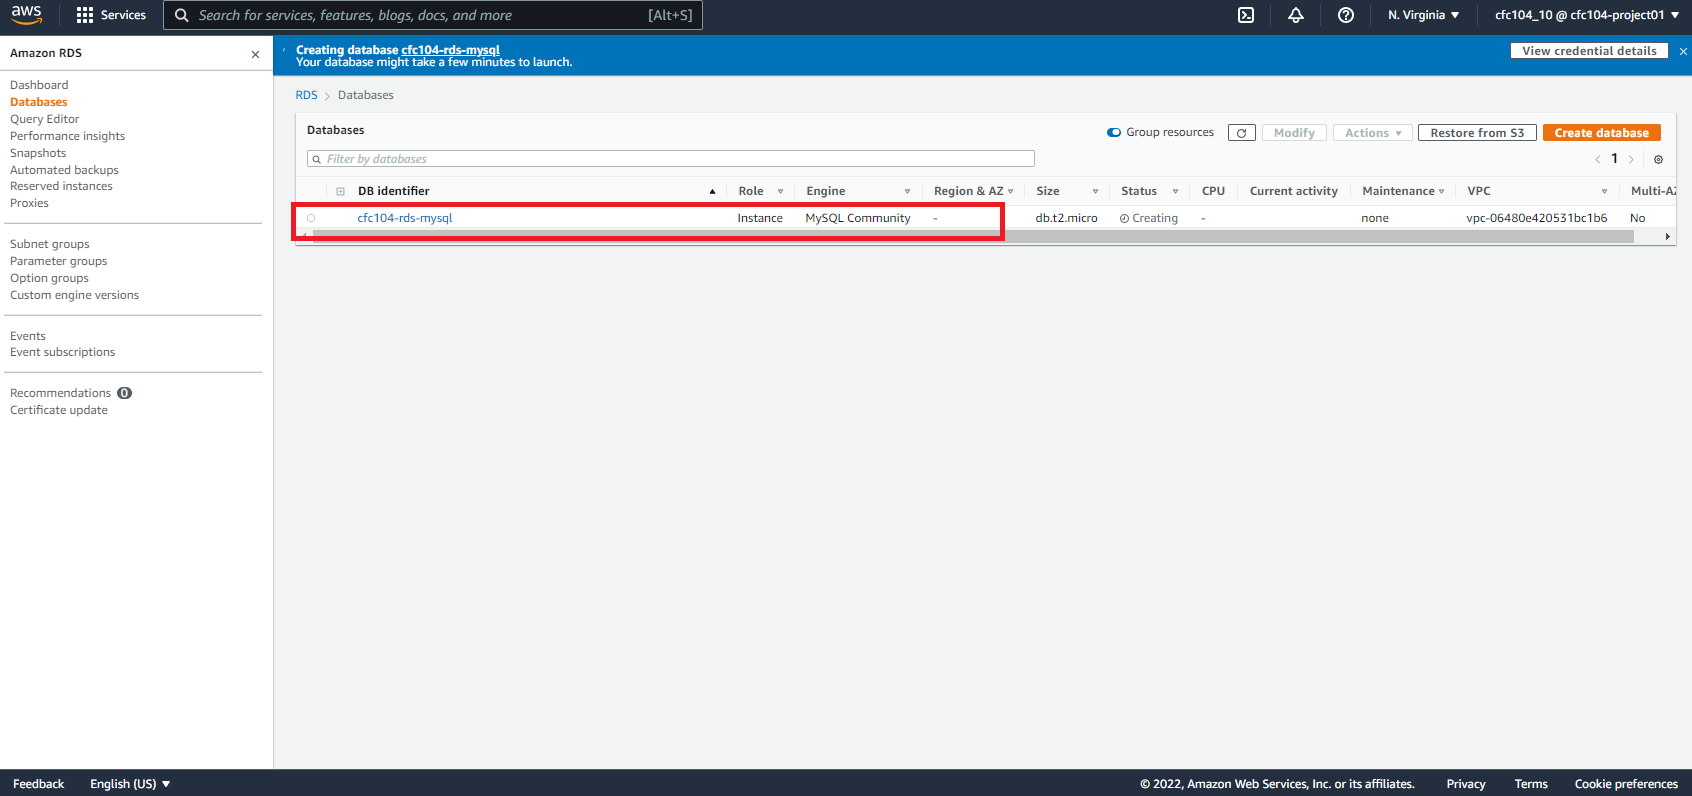 aws Services Search for services, features, blogs, docs, and more [Alt+S] N. Virginia cfc104_10 @ cfc104-project01
Amazon RDS
Dashboard
Databases
Query Editor
Performance insights
Snapshots
Automated backups
Reserved instances
Proxies
Subnet groups
Parameter groups
Option groups
Custom engine versions
Events
Event subscriptions
Recommendations 0
Certificate update
Creating database cfc104-rds-mysql
Your database might take a few minutes to launch.
View credential details
RDS > Databases
Databases
Group resources Modify Actions Restore from S3 Create database
Filter by databases
1
DB identifier Role Engine Region & AZ Size Status CPU Current activity Maintenance VPC Multi-AZ
cfc104-rds-mysql Instance MySQL Community - db.t2.micro Creating - none vpc-06480e420531bc1b6 No
Feedback English (US) © 2022, Amazon Web Services, Inc. or its affiliates. Privacy Terms Cookie preferences